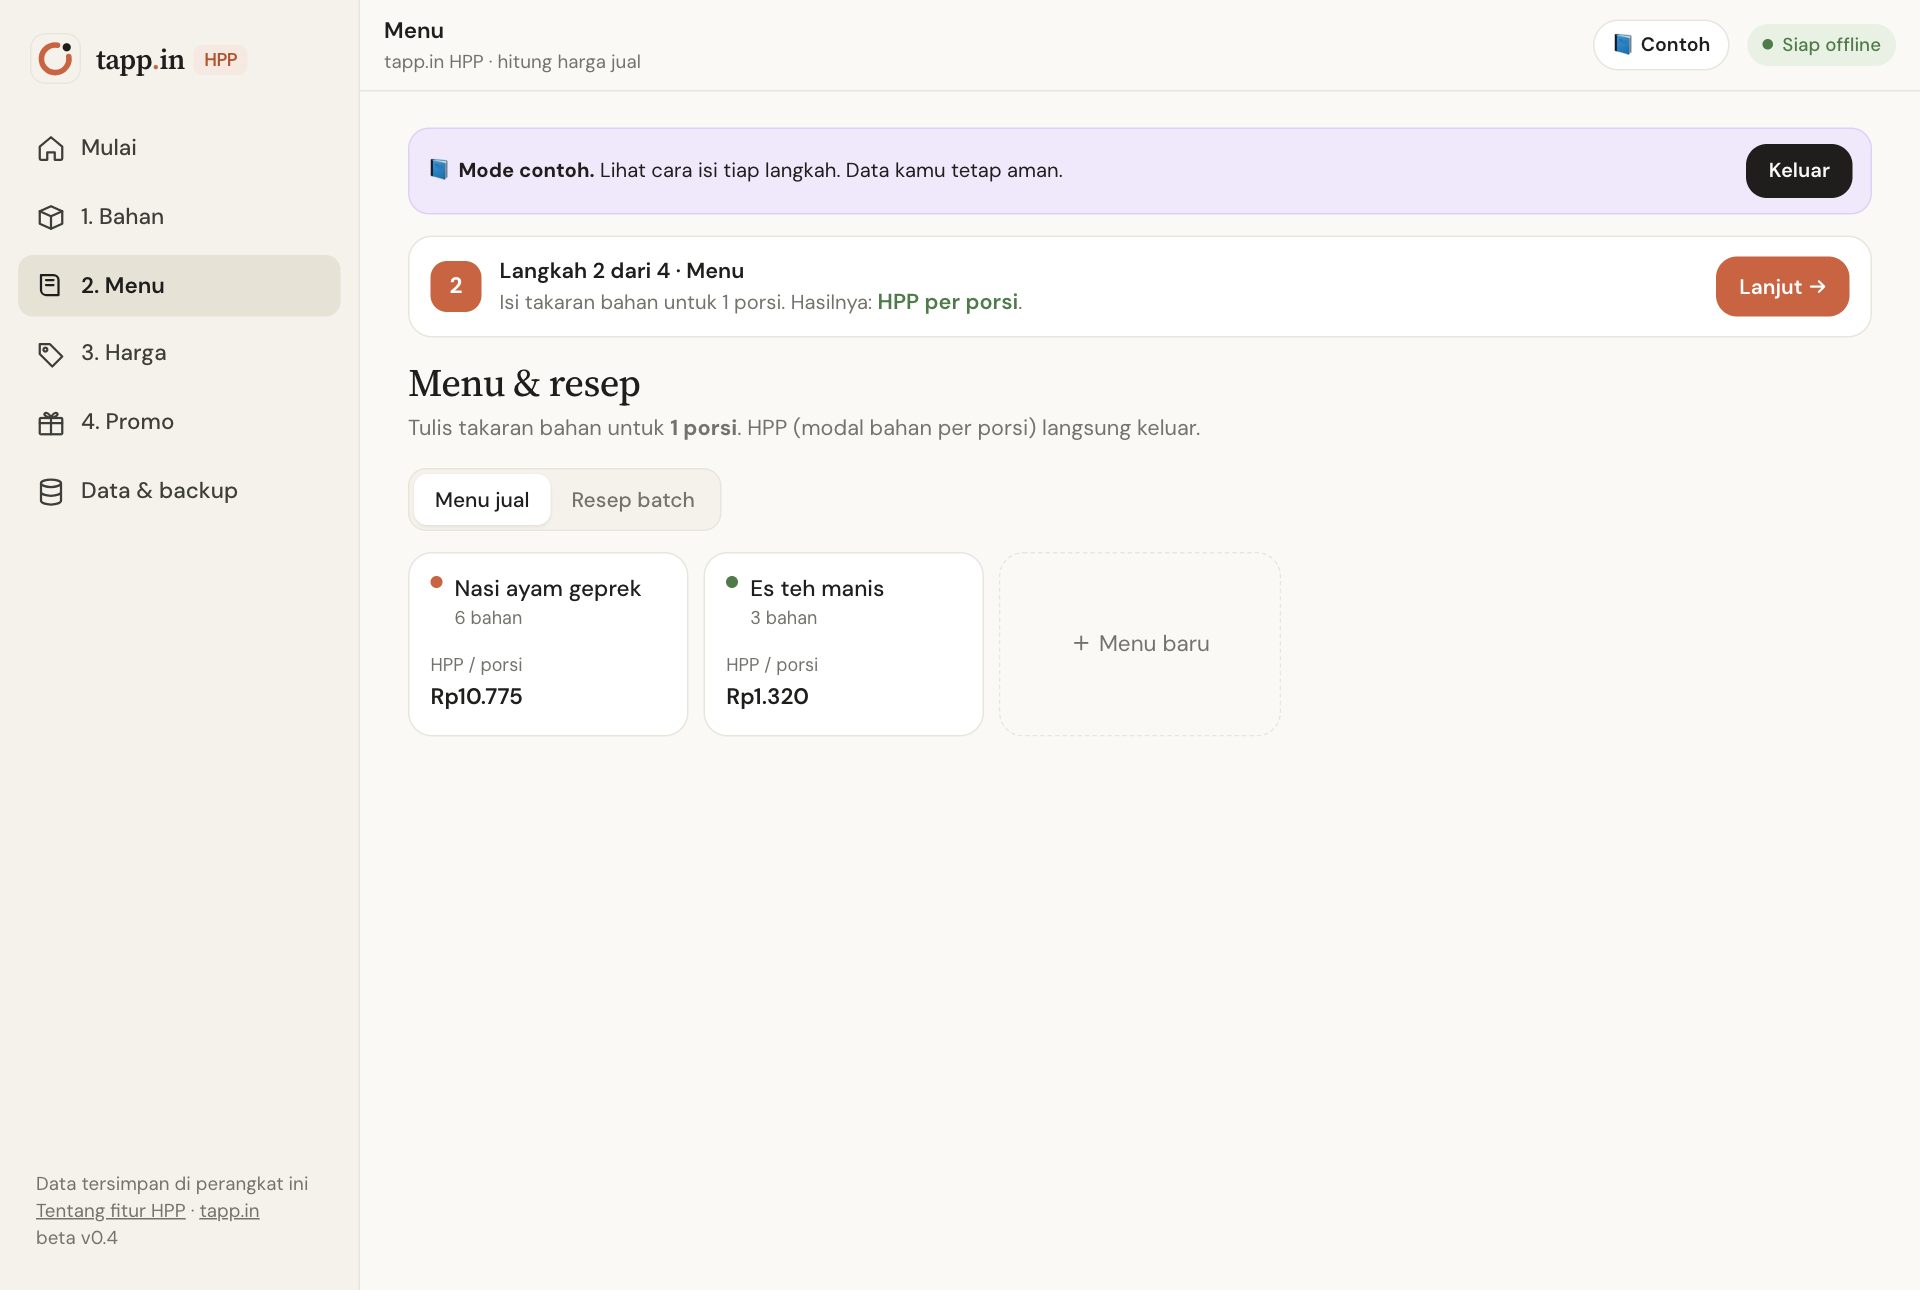 tapp.in HPP
Mulai
1. Bahan
2. Menu
3. Harga
4. Promo
Data & backup
Data tersimpan di perangkat ini
Tentang fitur HPP · tapp.in
beta v0.4
Menu
tapp.in HPP · hitung harga jual
Contoh
Siap offline
Mode contoh. Lihat cara isi tiap langkah. Data kamu tetap aman.
Keluar
2
Langkah 2 dari 4 · Menu
Isi takaran bahan untuk 1 porsi. Hasilnya: HPP per porsi.
Lanjut →
Menu & resep
Tulis takaran bahan untuk 1 porsi. HPP (modal bahan per porsi) langsung keluar.
Menu jual
Resep batch
Nasi ayam geprek
6 bahan
HPP / porsi
Rp10.775
Es teh manis
3 bahan
HPP / porsi
Rp1.320
+ Menu baru